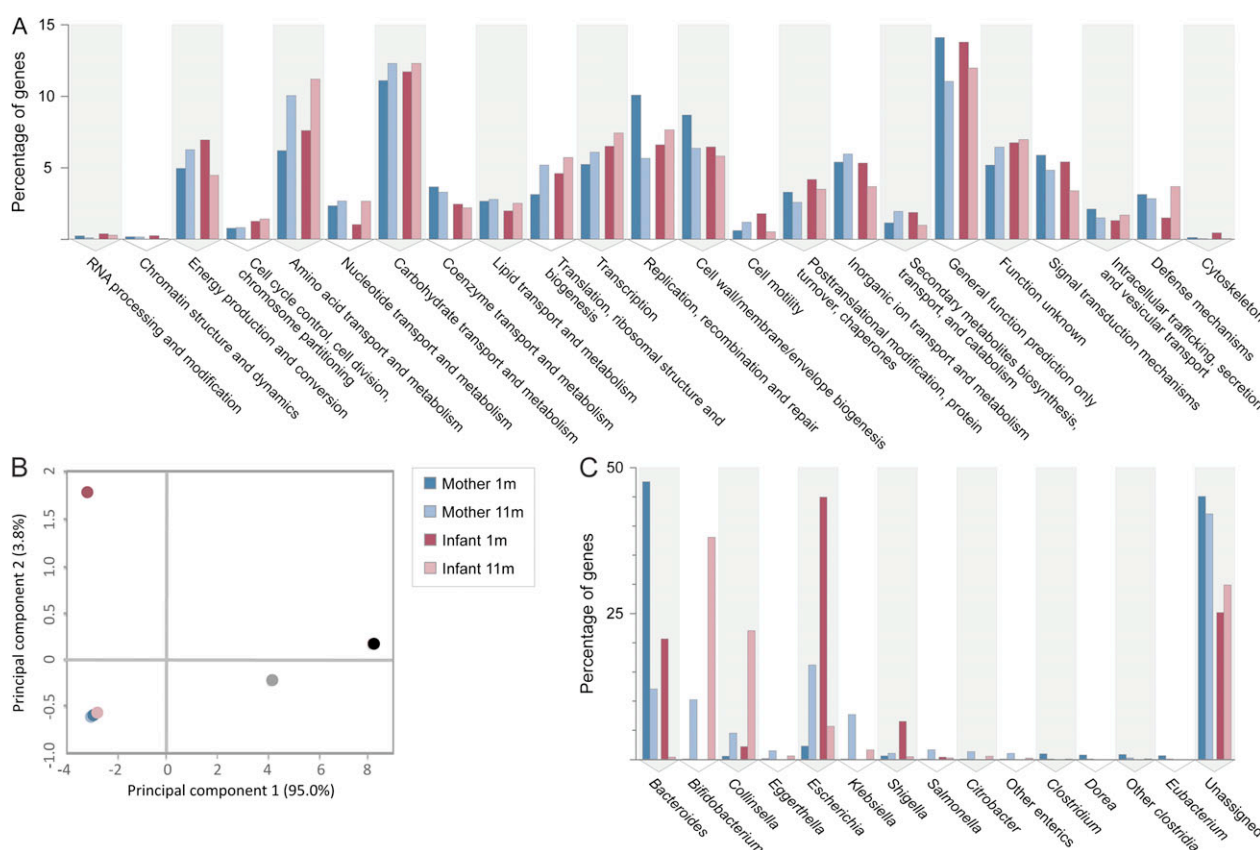 A
Percentage of genes
15
10
5
RNA processing and
modification
Chromatin structure and
dynamics
Energy production and
conversion
Cell cycle control, cell division,
chromosome partitioning
Amino acid transport and metabolism
Nucleotide transport and metabolism
Carbohydrate transport and metabolism
Coenzyme transport and metabolism
Lipid transport and metabolism
Translation, ribosomal structure and
biogenesis
Transcription
Replication, recombination and repair
Cell wall/membrane/envelope biogenesis
Cell motility
Posttranslational modification, protein
turnover, chaperones
Inorganic ion transport and metabolism
Secondary metabolites biosynthesis,
transport, and catabolism
General function prediction only
Function unknown
Signal transduction mechanisms
Intracellular trafficking, secretion
and vesicular transport
Defense mechanisms
Cytoskeleton
B
Principal component 2 (3.8%)
2
1.5
1.0
0.5
0
-0.5
-1.0
-4
-2
0
2
4
6
8
Principal component 1 (95.0%)
Mother 1m
Mother 11m
Infant 1m
Infant 11m
C
Percentage of genes
50
25
Bacteroides
Bifidobacterium
Collinsella
Eggerthella
Escherichia
Klebsiella
Shigella
Salmonella
Citrobacter
Other enterics
Clostridium
Dorea
Other clostridia
Eubacterium
Unassigned